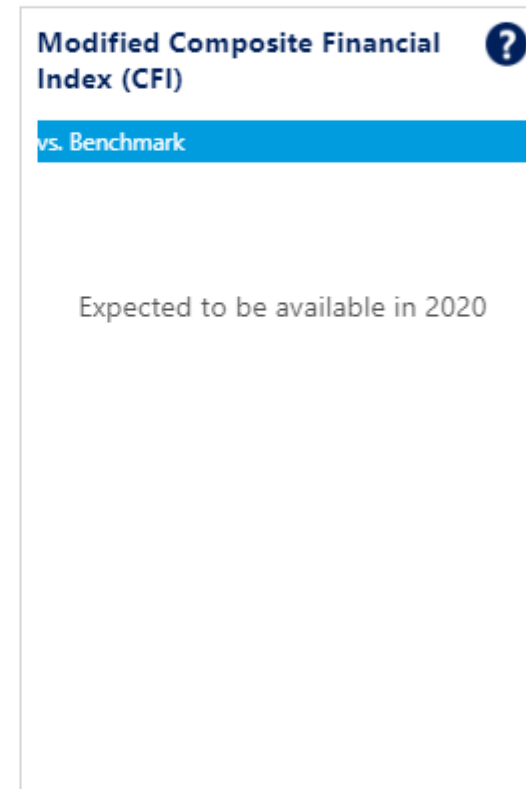 Modified Composite Financial
Index (CFI)
?
vs. Benchmark
Expected to be available in 2020